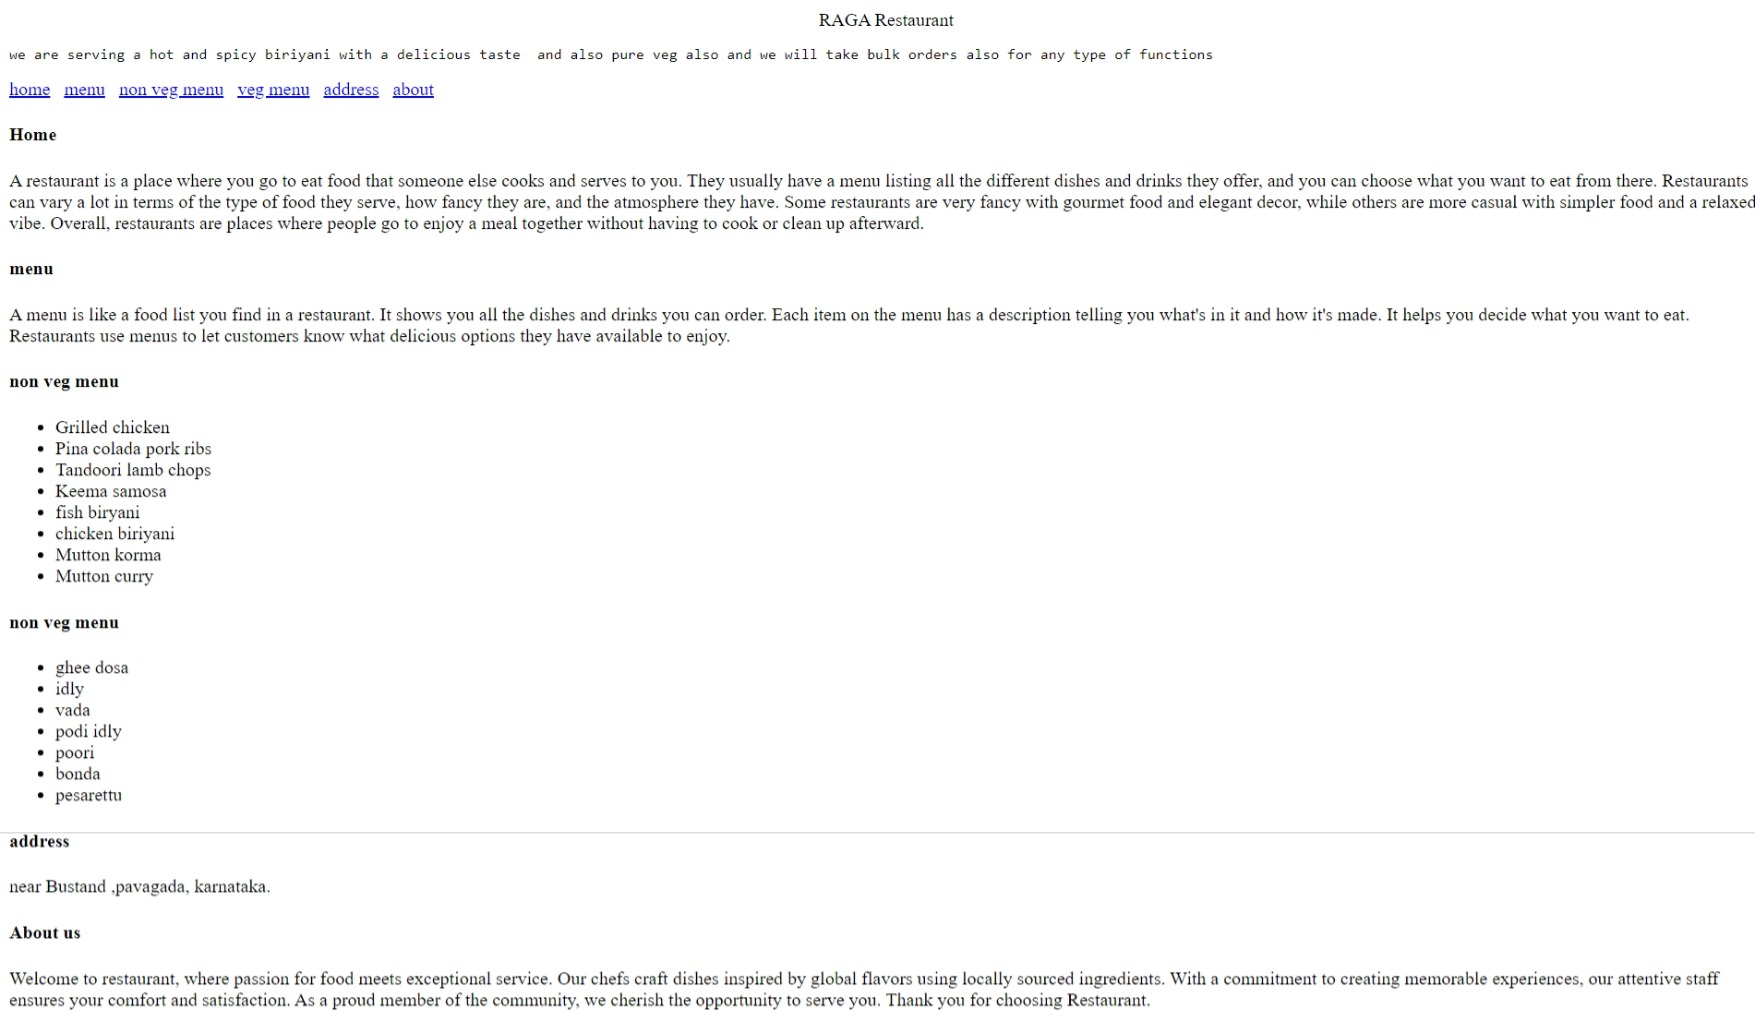 RAGA Restaurant
we are serving a hot and spicy biriyani with a delicious taste  and also pure veg also and we will take bulk orders also for any type of functions
home menu non veg menu veg menu address about
Home
A restaurant is a place where you go to eat food that someone else cooks and serves to you. They usually have a menu listing all the different dishes and drinks they offer, and you can choose what you want to eat from there. Restaurants
can vary a lot in terms of the type of food they serve, how fancy they are, and the atmosphere they have. Some restaurants are very fancy with gourmet food and elegant decor, while others are more casual with simpler food and a relaxed
vibe. Overall, restaurants are places where people go to enjoy a meal together without having to cook or clean up afterward.
menu
A menu is like a food list you find in a restaurant. It shows you all the dishes and drinks you can order. Each item on the menu has a description telling you what's in it and how it's made. It helps you decide what you want to eat.
Restaurants use menus to let customers know what delicious options they have available to enjoy.
non veg menu
• Grilled chicken
• Pina colada pork ribs
• Tandoori lamb chops
• Keema samosa
• fish biryani
• chicken biriyani
• Mutton korma
• Mutton curry
non veg menu
• ghee dosa
• idly
• vada
• podi idly
• poori
• bonda
• pesarettu
address
near Bustand ,pavagada, karnataka.
About us
Welcome to restaurant, where passion for food meets exceptional service. Our chefs craft dishes inspired by global flavors using locally sourced ingredients. With a commitment to creating memorable experiences, our attentive staff
ensures your comfort and satisfaction. As a proud member of the community, we cherish the opportunity to serve you. Thank you for choosing Restaurant.